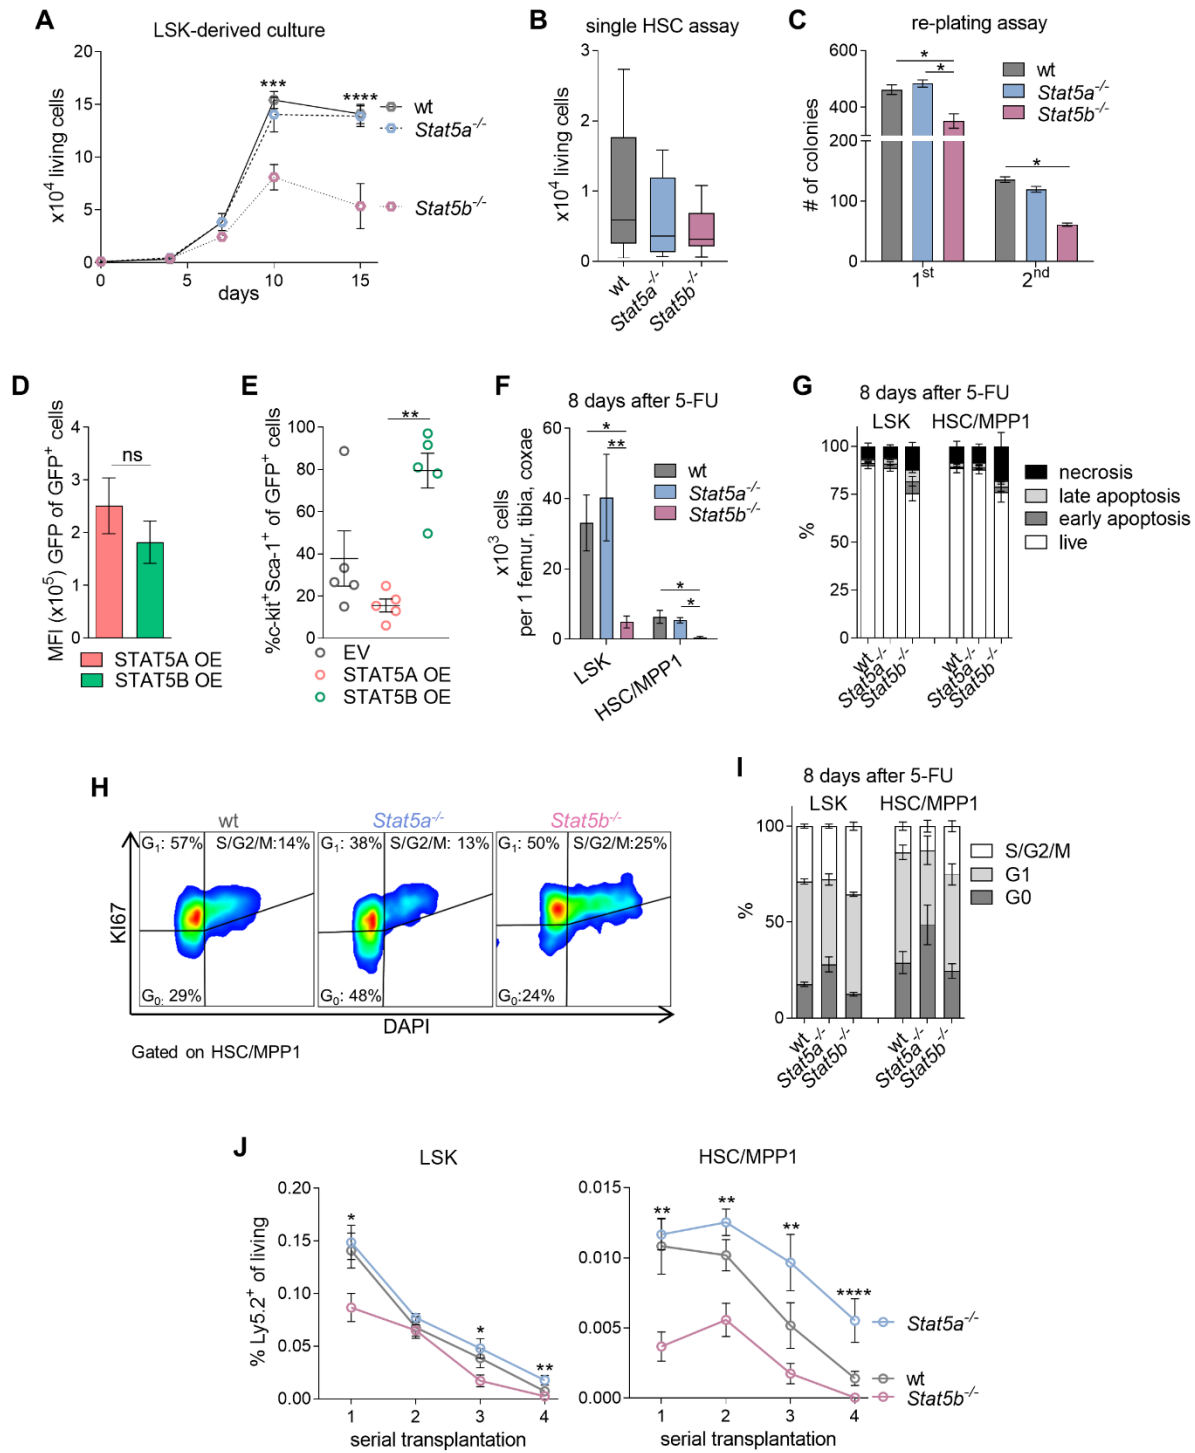 A
LSK-derived culture
x10⁴ living cells
20
15
10
5
0
0
5
10
15
days
***
****
wt
Stat5a⁻/⁻
Stat5b⁻/⁻
B
single HSC assay
x10⁴ living cells
3
2
1
0
wt
Stat5a⁻/⁻
Stat5b⁻/⁻
C
re-plating assay
# of colonies
600
400
200
200
100
0
*
*
*
wt
Stat5a⁻/⁻
Stat5b⁻/⁻
1st
2nd
D
MFI (x10⁵) GFP of GFP⁺ cells
4
3
2
1
0
ns
STAT5A OE
STAT5B OE
E
%c-kit⁺Sca-1⁺ of GFP⁺ cells
100
80
60
40
20
0
**
EV
STAT5A OE
STAT5B OE
F
8 days after 5-FU
x10³ cells
per 1 femur, tibia, coxae
60
40
20
0
*
**
*
*
wt
Stat5a⁻/⁻
Stat5b⁻/⁻
LSK
HSC/MPP1
G
8 days after 5-FU
LSK
HSC/MPP1
%
100
75
50
25
0
necrosis
late apoptosis
early apoptosis
live
wt
Stat5a⁻/⁻
Stat5b⁻/⁻
wt
Stat5a⁻/⁻
Stat5b⁻/⁻
H
wt
Stat5a⁻/⁻
Stat5b⁻/⁻
G₁: 57%
S/G2/M:14%
G₁: 38%
S/G2/M: 13%
G₁: 50%
S/G2/M:25%
G₀: 29%
G₀: 48%
G₀:24%
KI67
DAPI
Gated on HSC/MPP1
I
8 days after 5-FU
LSK
HSC/MPP1
%
100
50
0
S/G2/M
G1
G0
wt
Stat5a⁻/⁻
Stat5b⁻/⁻
wt
Stat5a⁻/⁻
Stat5b⁻/⁻
J
LSK
% Ly5.2⁺ of living
0.20
0.15
0.10
0.05
0.00
*
*
**
1
2
3
4
serial transplantation
HSC/MPP1
0.015
0.010
0.005
0.000
**
**
**
****
Stat5a⁻/⁻
wt
Stat5b⁻/⁻
1
2
3
4
serial transplantation